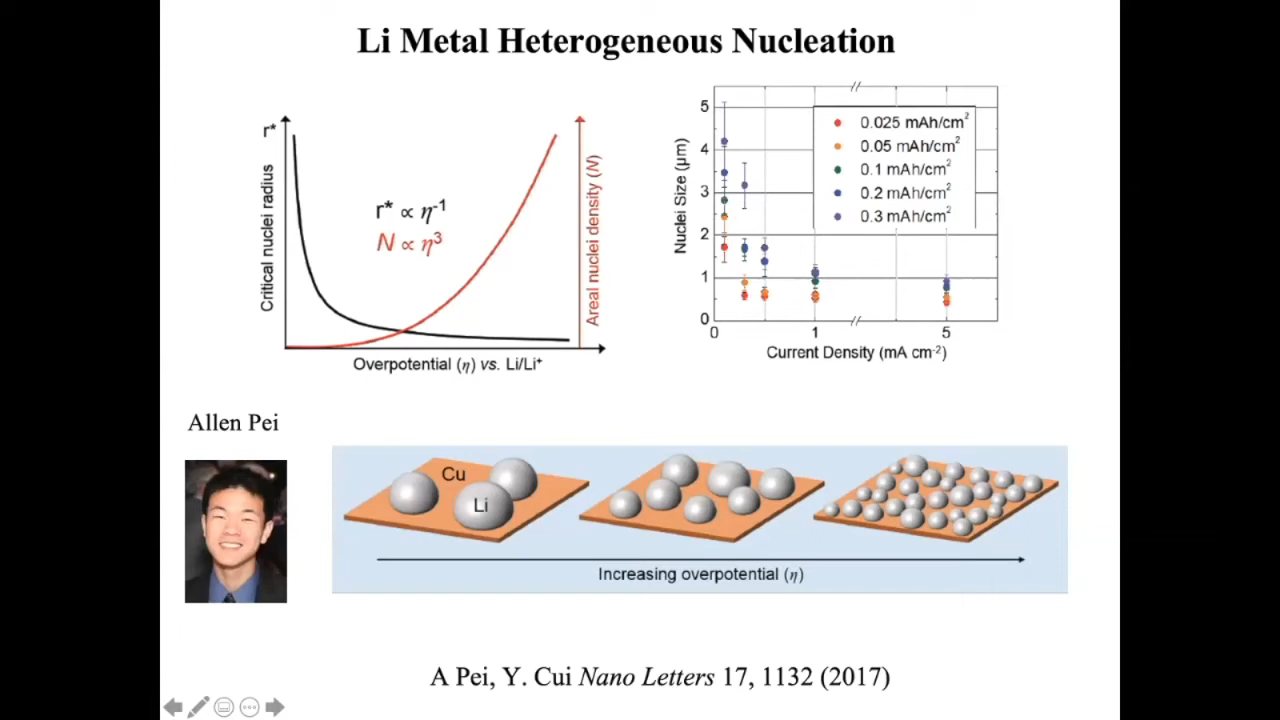 Li Metal Heterogeneous Nucleation
r*
Critical nuclei radius
r* ∝ η⁻¹
N ∝ η³
Areal nuclei density (N)
Overpotential (η) vs. Li/Li⁺
5
4
3
2
1
0
Nuclei Size (μm)
0.025 mAh/cm²
0.05 mAh/cm²
0.1 mAh/cm²
0.2 mAh/cm²
0.3 mAh/cm²
0 1 5
Current Density (mA cm⁻²)
Allen Pei
Cu
Li
Increasing overpotential (η)
A Pei, Y. Cui Nano Letters 17, 1132 (2017)